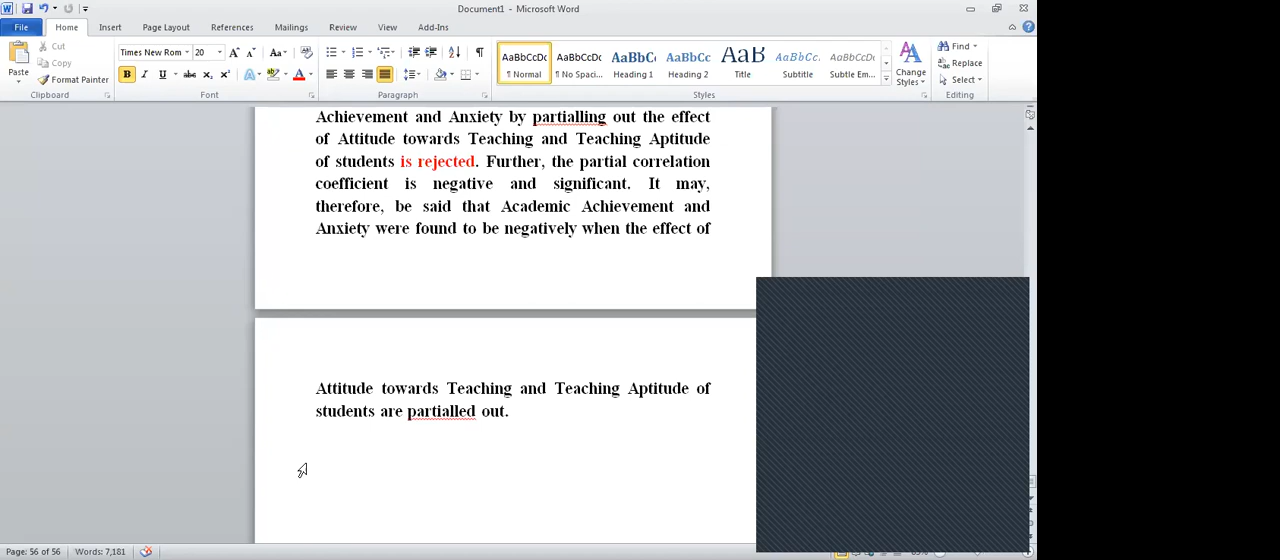 Document1 - Microsoft Word
File Home Insert Page Layout References Mailings Review View Add-Ins
Cut
Copy
Format Painter
Paste
Clipboard
Times New Rom 20
B I U abc X₂ X²
Font
Paragraph
AaBbCcDc AaBbCcDc AaBbC AaBbCc AaB AaBbCc. AaBbCcDc
¶ Normal ¶ No Spaci... Heading 1 Heading 2 Title Subtitle Subtle Em...
Change
Styles
Styles
Find
Replace
Select
Editing
Achievement and Anxiety by partialling out the effect
of Attitude towards Teaching and Teaching Aptitude
of students is rejected. Further, the partial correlation
coefficient is negative and significant. It may,
therefore, be said that Academic Achievement and
Anxiety were found to be negatively when the effect of
Attitude towards Teaching and Teaching Aptitude of
students are partialled out.
Page: 56 of 56 Words: 7,181